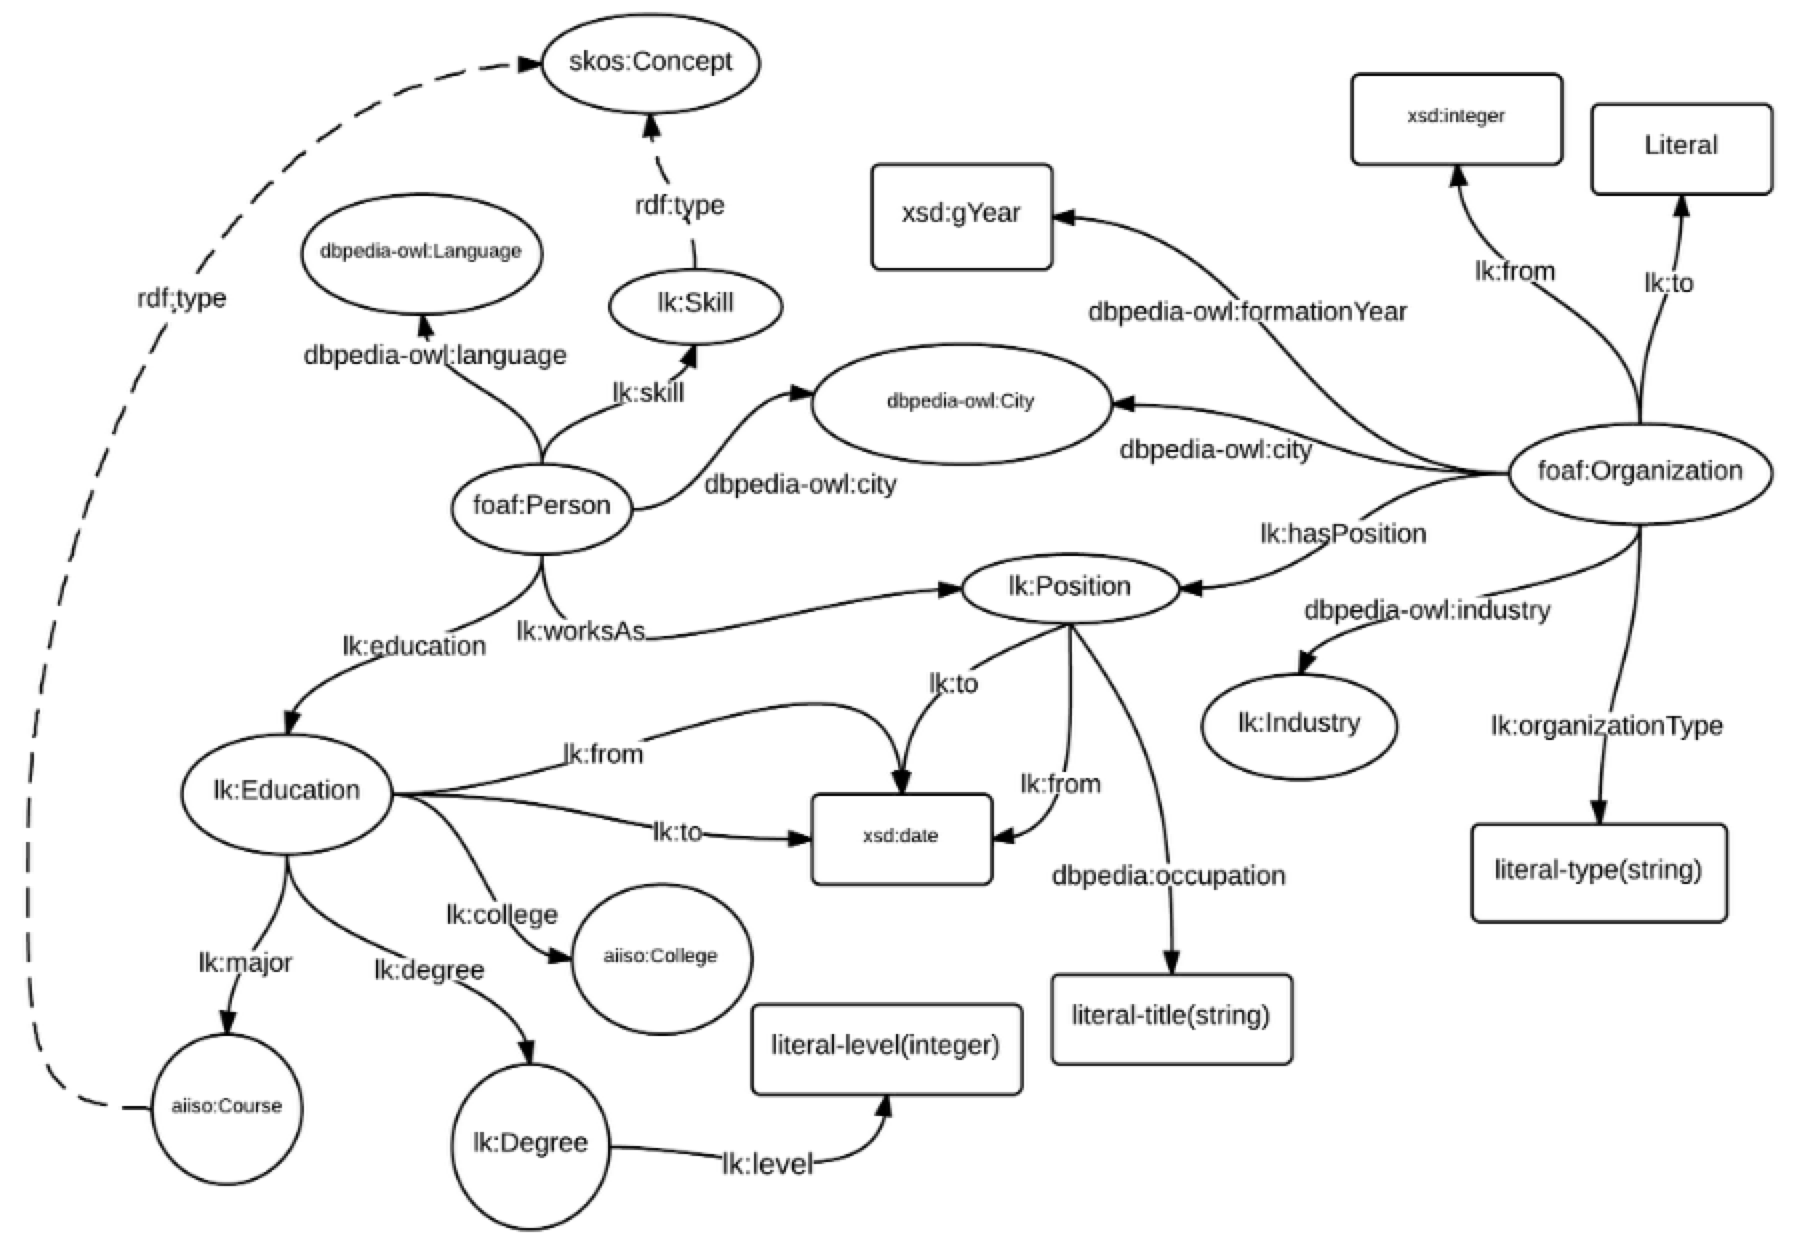 skos:Concept
xsd:integer
Literal
rdf:type
xsd:gYear
dbpedia-owl:Language
lk:from
lk:to
rdf:type
lk:Skill
dbpedia-owl:formationYear
dbpedia-owl:language
lk:skill
dbpedia-owl:City
dbpedia-owl:city
dbpedia-owl:city
foaf:Organization
foaf:Person
lk:hasPosition
lk:Position
dbpedia-owl:industry
lk:worksAs
lk:education
lk:to
lk:Industry
lk:organizationType
lk:from
lk:from
lk:Education
lk:to
xsd:date
dbpedia:occupation
literal-type(string)
lk:college
lk:major
lk:degree
aiiso:College
literal-title(string)
literal-level(integer)
aiiso:Course
lk:Degree
lk:level